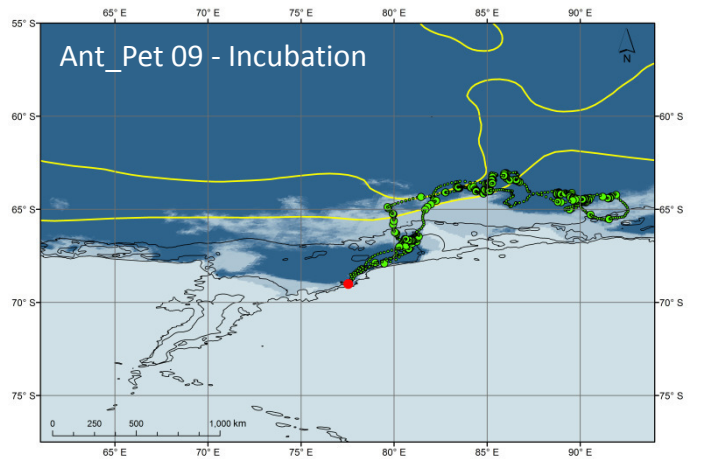 65° E 70° E 75° E 80° E 85° E 90° E
55° S
Ant_Pet 09 - Incubation
N
60° S 60° S
65° S 65° S
70° S 70° S
75° S 75° S
0 250 500 1,000 km
65° E 70° E 75° E 80° E 85° E 90° E